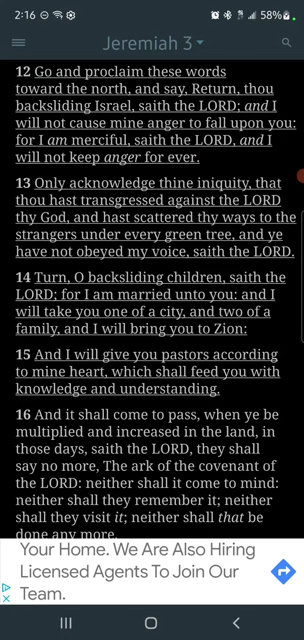 2:16 58%
Jeremiah 3
12 Go and proclaim these words
toward the north, and say, Return, thou
backsliding Israel, saith the LORD; and I
will not cause mine anger to fall upon you:
for I am merciful, saith the LORD, and I
will not keep anger for ever.
13 Only acknowledge thine iniquity, that
thou hast transgressed against the LORD
thy God, and hast scattered thy ways to the
strangers under every green tree, and ye
have not obeyed my voice, saith the LORD.
14 Turn, O backsliding children, saith the
LORD; for I am married unto you: and I
will take you one of a city, and two of a
family, and I will bring you to Zion:
15 And I will give you pastors according
to mine heart, which shall feed you with
knowledge and understanding.
16 And it shall come to pass, when ye be
multiplied and increased in the land, in
those days, saith the LORD, they shall
say no more, The ark of the covenant of
the LORD: neither shall it come to mind:
neither shall they remember it; neither
shall they visit it; neither shall that be
done any more.
Your Home. We Are Also Hiring
Licensed Agents To Join Our
Team.